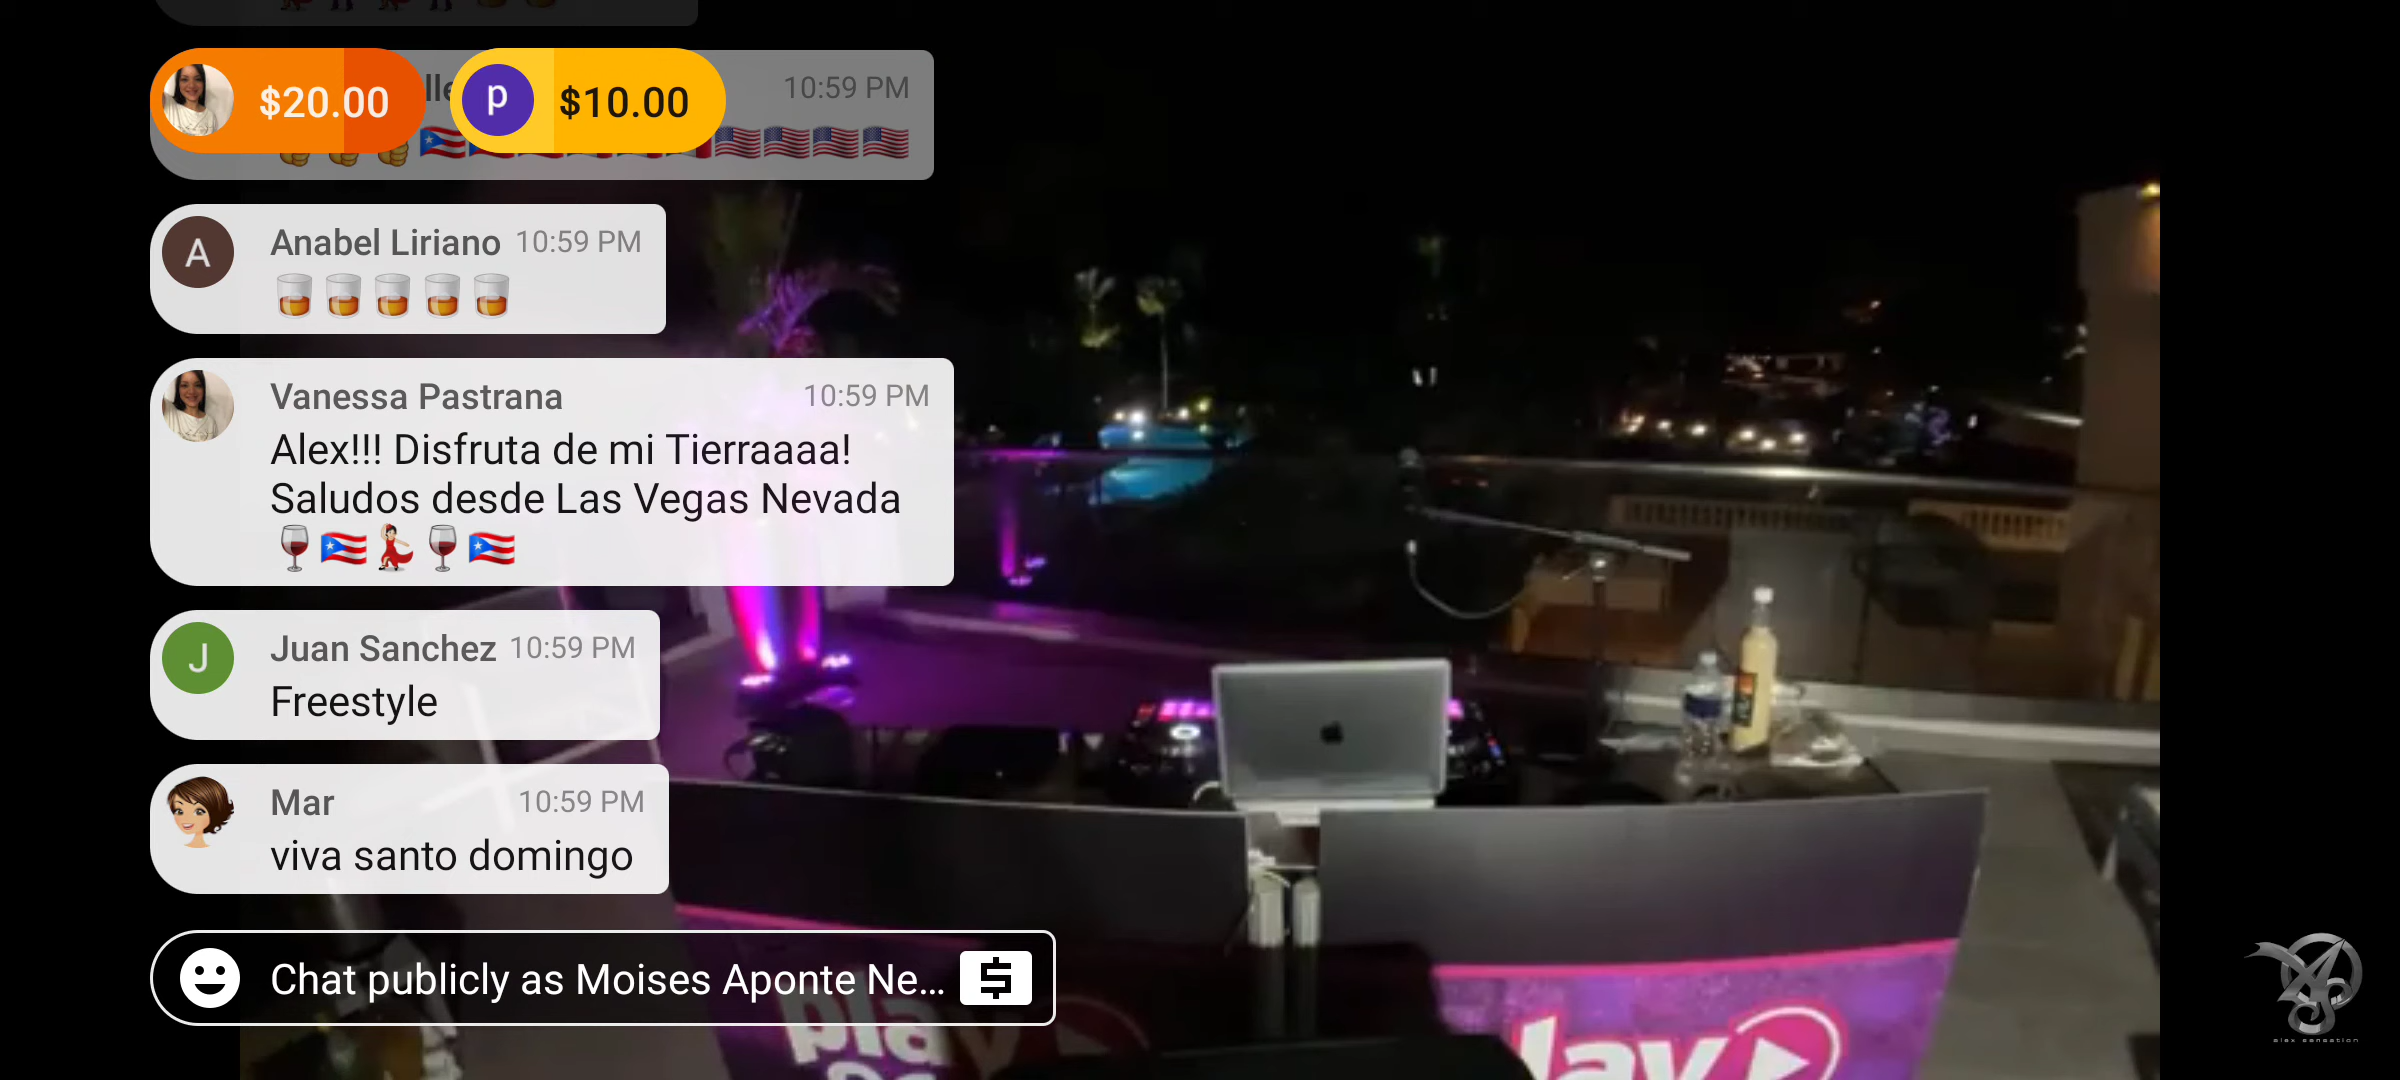 $20.00
p
$10.00
10:59 PM
A
Anabel Liriano 10:59 PM
Vanessa Pastrana 10:59 PM
Alex!!! Disfruta de mi Tierraaaa!
Saludos desde Las Vegas Nevada
J
Juan Sanchez 10:59 PM
Freestyle
Mar 10:59 PM
viva santo domingo
Chat publicly as Moises Aponte Ne...
$
alex sensation